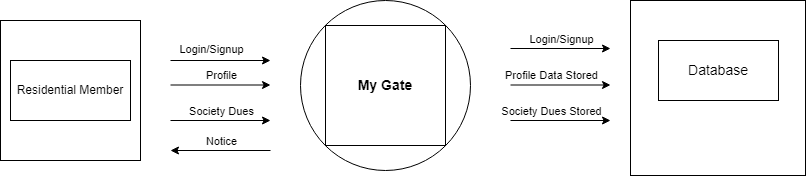 Login/Signup
Profile
Residential Member
Society Dues
Notice
My Gate
Login/Signup
Profile Data Stored
Society Dues Stored
Database